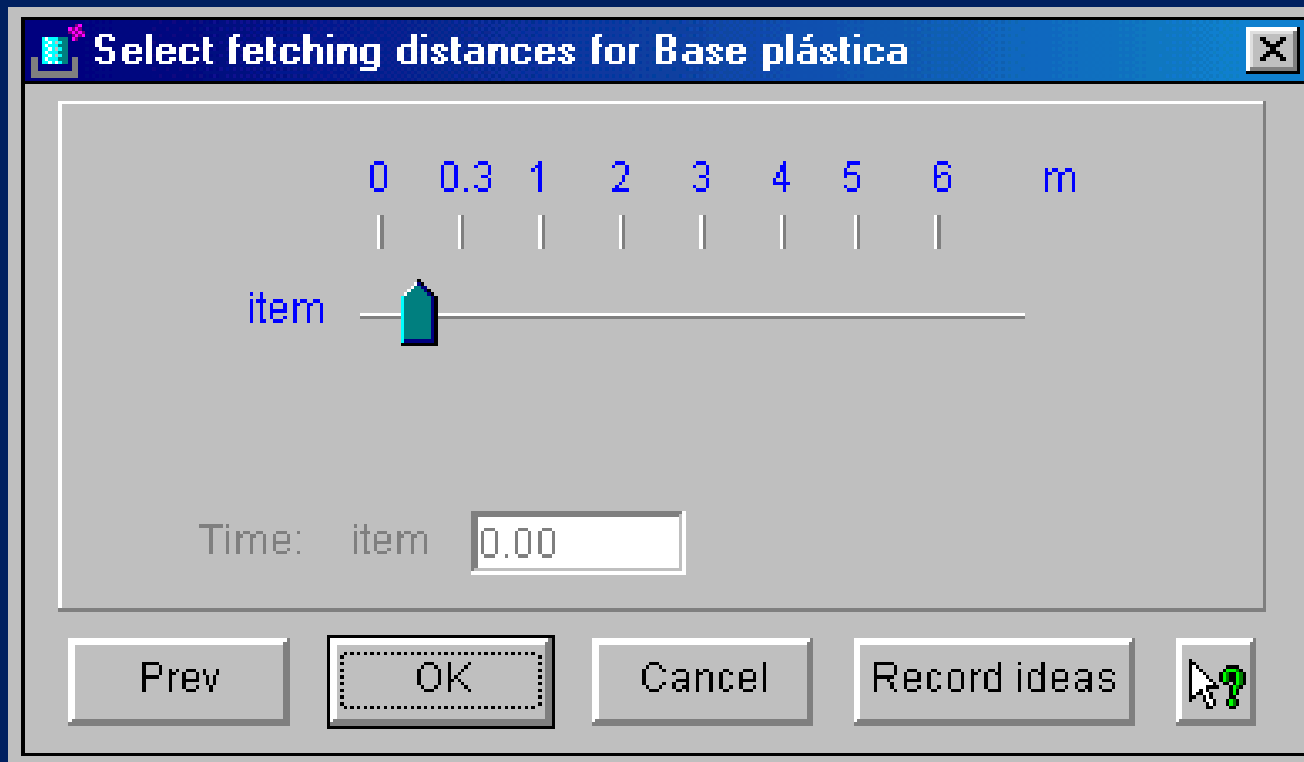 Select fetching distances for Base plástica
0 0.3 1 2 3 4 5 6 m
item
Time: item 0.00
Prev OK Cancel Record ideas ?